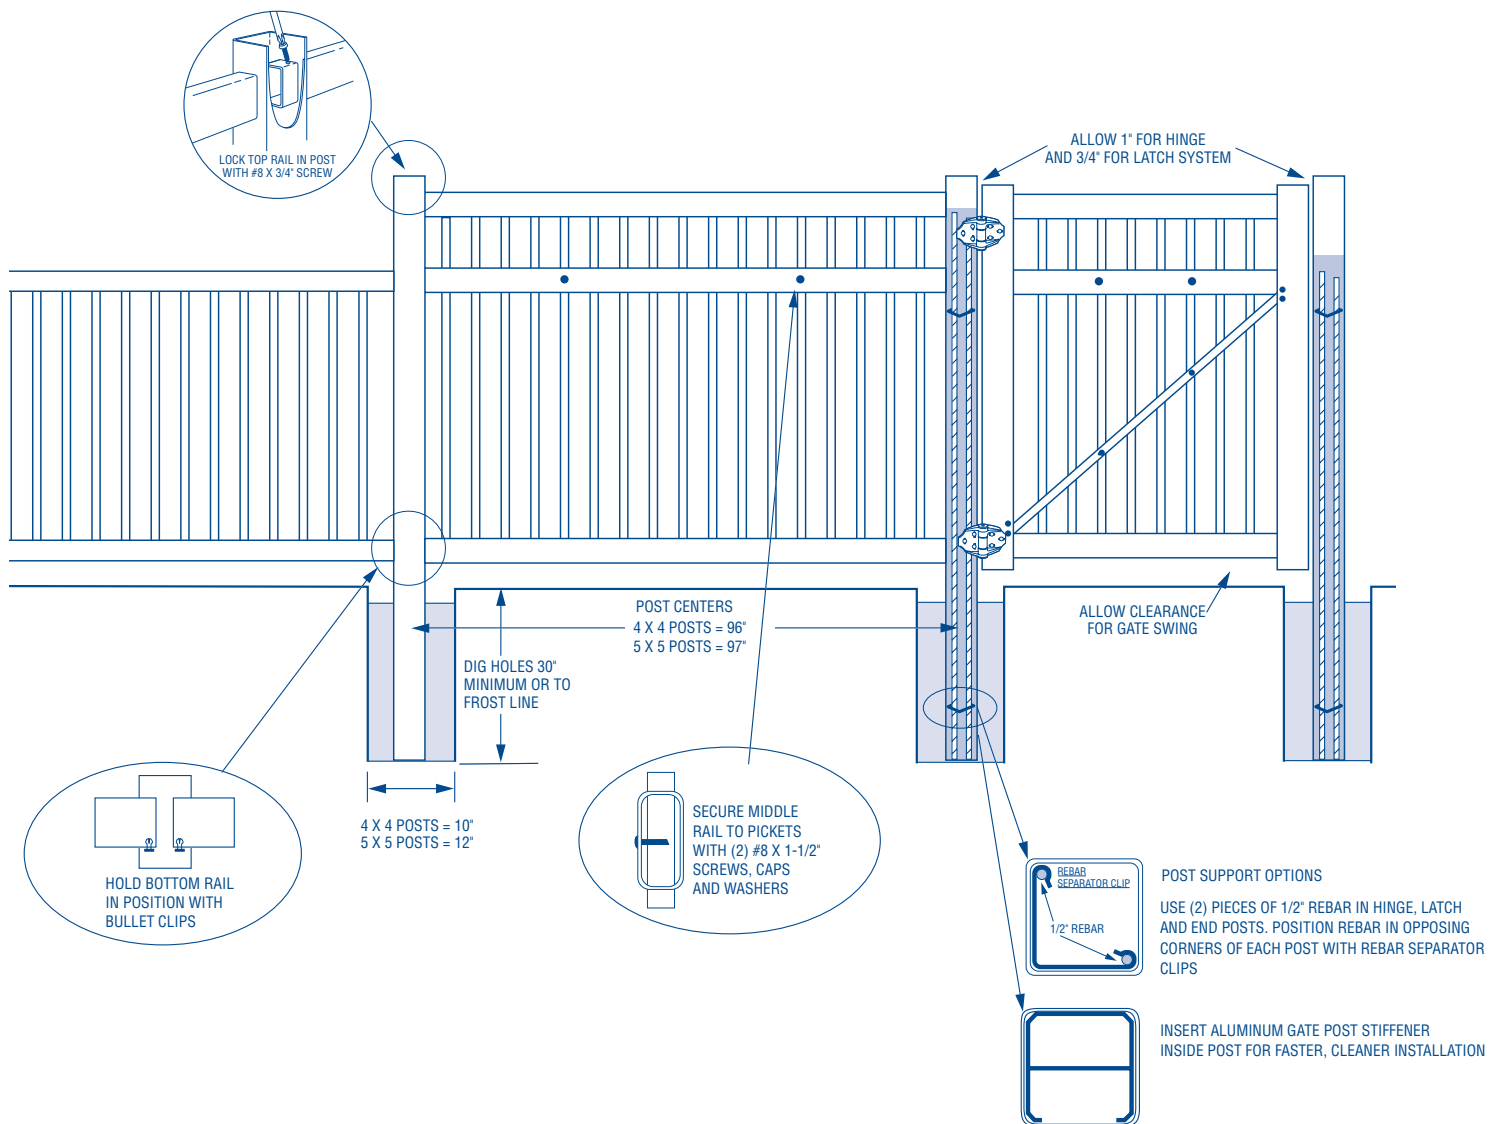 LOCK TOP RAIL IN POST
WITH #8 X 3/4" SCREW
ALLOW 1" FOR HINGE
AND 3/4" FOR LATCH SYSTEM
POST CENTERS
4 X 4 POSTS = 96"
5 X 5 POSTS = 97"
ALLOW CLEARANCE
FOR GATE SWING
DIG HOLES 30"
MINIMUM OR TO
FROST LINE
4 X 4 POSTS = 10"
5 X 5 POSTS = 12"
HOLD BOTTOM RAIL
IN POSITION WITH
BULLET CLIPS
SECURE MIDDLE
RAIL TO PICKETS
WITH (2) #8 X 1-1/2"
SCREWS, CAPS
AND WASHERS
REBAR
SEPARATOR CLIP
1/2" REBAR
POST SUPPORT OPTIONS
USE (2) PIECES OF 1/2" REBAR IN HINGE, LATCH
AND END POSTS. POSITION REBAR IN OPPOSING
CORNERS OF EACH POST WITH REBAR SEPARATOR
CLIPS
INSERT ALUMINUM GATE POST STIFFENER
INSIDE POST FOR FASTER, CLEANER INSTALLATION